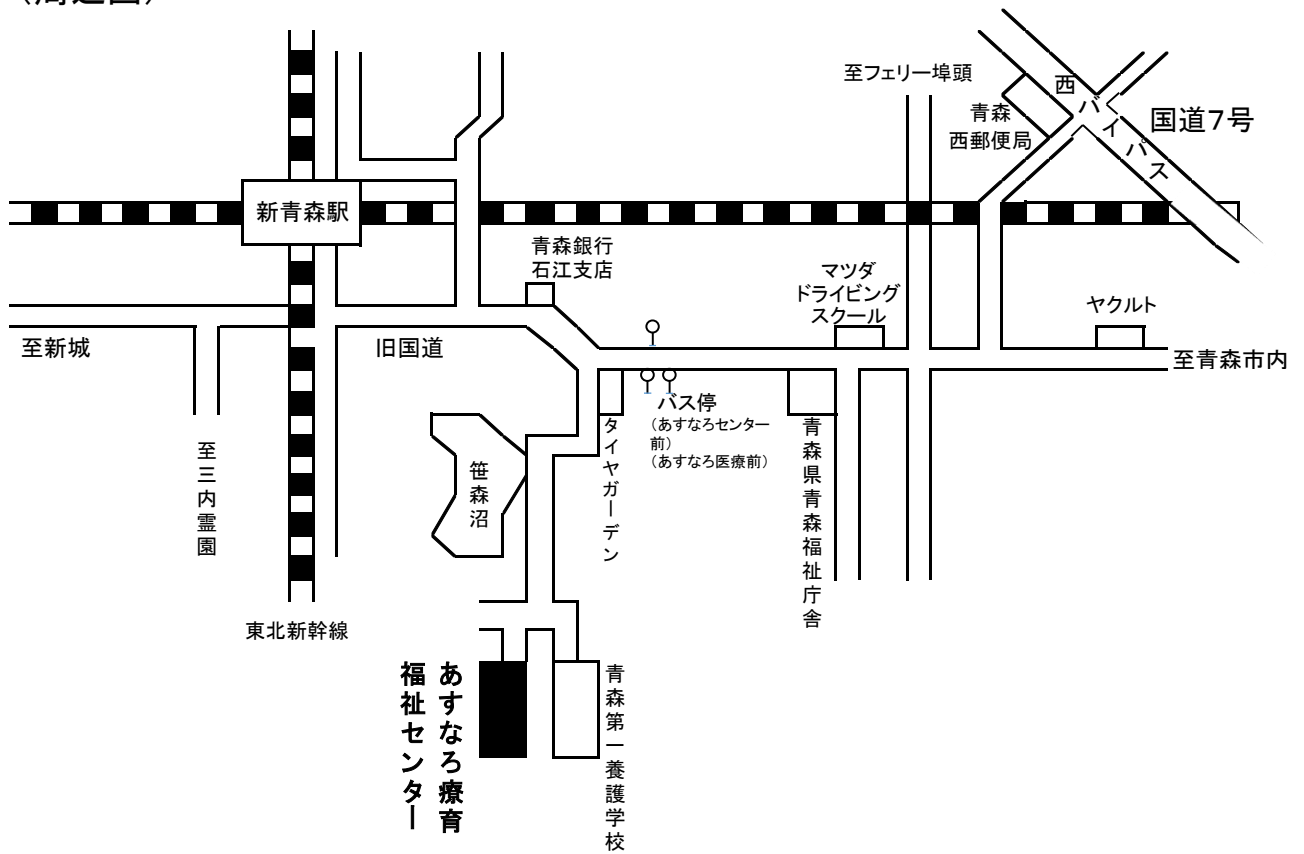 至フェリー埠頭
西バイパス
青森
西郵便局
国道7号
新青森駅
青森銀行
石江支店
マツダ
ドライビング
スクール
ヤクルト
至新城
旧国道
至青森市内
バス停
（あすなろセンター
前）
（あすなろ医療前）
タイヤガーデン
青森県青森福祉庁舎
至三内霊園
笹森沼
東北新幹線
あすなろ療育
福祉センター
青森第一養護学校